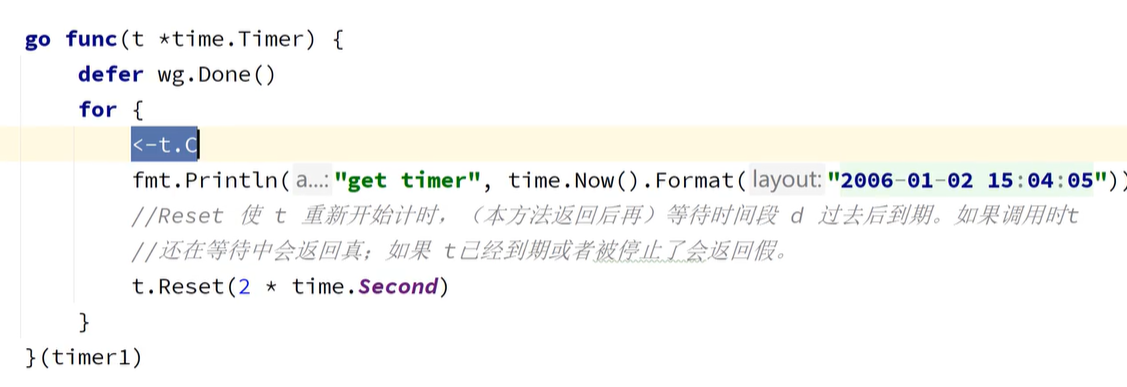 go func(t *time.Timer) {
    defer wg.Done()
    for {
        <-t.C
        fmt.Println( a...: "get timer", time.Now().Format( layout: "2006-01-02 15:04:05"))
        //Reset 使 t 重新开始计时，（本方法返回后再）等待时间段 d 过去后到期。如果调用时t
        //还在等待中会返回真；如果 t已经到期或者被停止了会返回假。
        t.Reset(2 * time.Second)
    }
}(timer1)